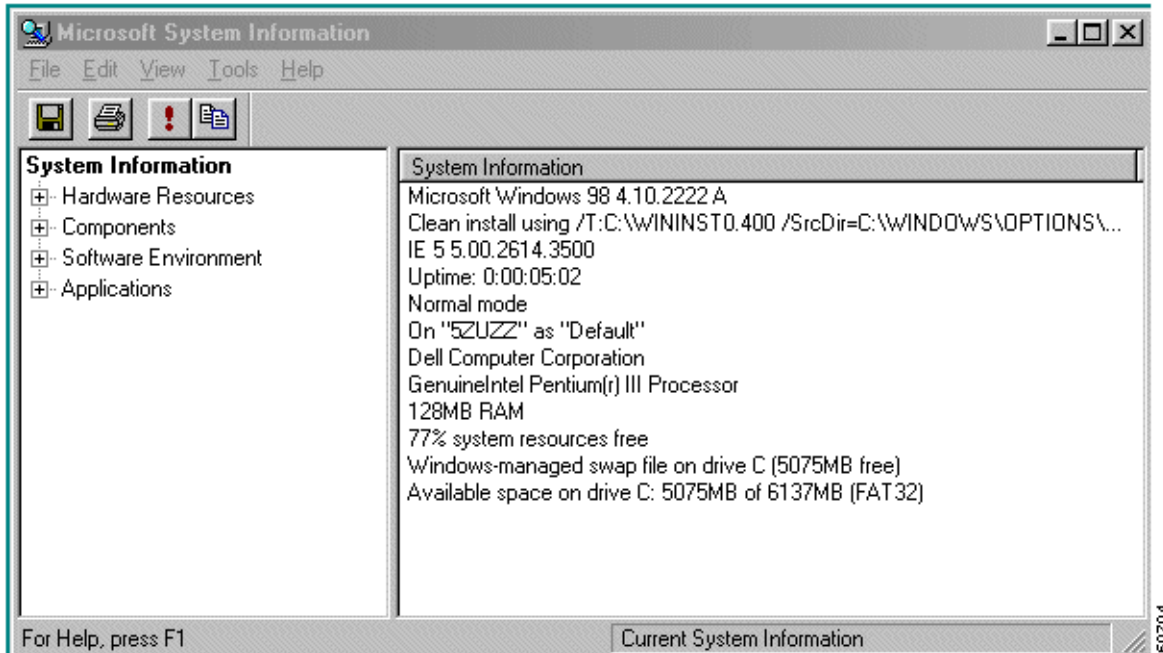 Microsoft System Information
File Edit View Tools Help
System Information
Hardware Resources
Components
Software Environment
Applications
System Information
Microsoft Windows 98 4.10.2222 A
Clean install using /T:C:\WININST0.400 /SrcDir=C:\WINDOWS\OPTIONS\...
IE 5 5.00.2614.3500
Uptime: 0:00:05:02
Normal mode
On "5ZUZZ" as "Default"
Dell Computer Corporation
GenuineIntel Pentium(r) III Processor
128MB RAM
77% system resources free
Windows-managed swap file on drive C (5075MB free)
Available space on drive C: 5075MB of 6137MB (FAT32)
For Help, press F1
Current System Information